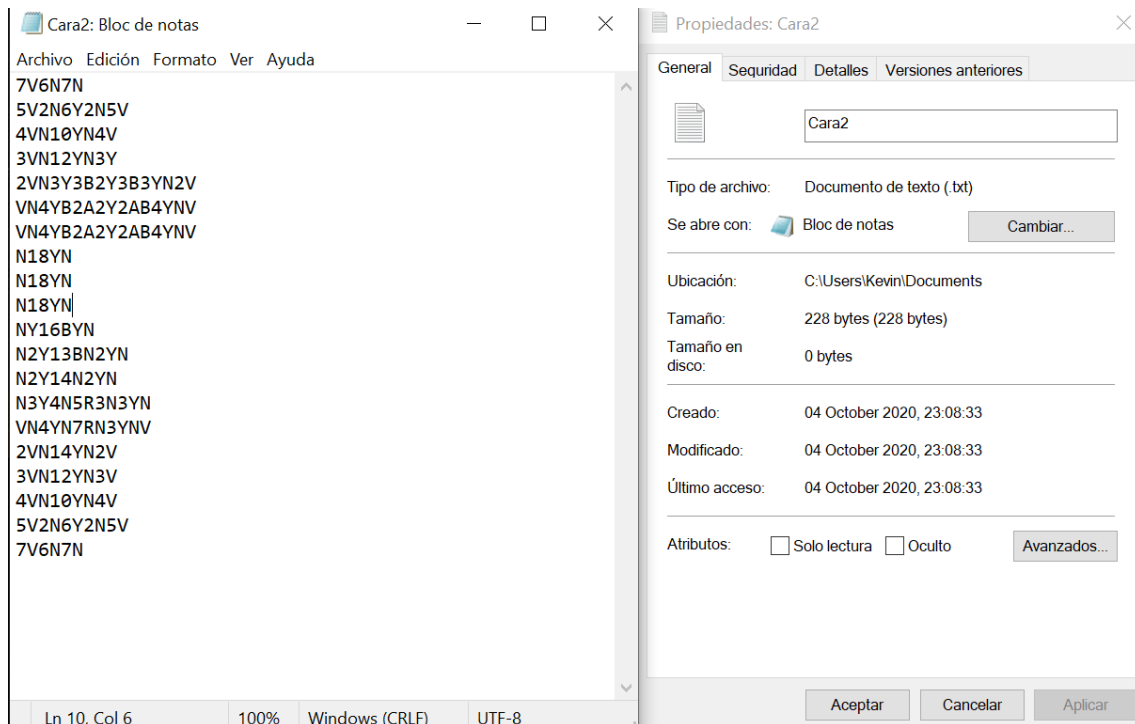 Cara2: Bloc de notas
Archivo Edición Formato Ver Ayuda
7V6N7N
5V2N6Y2N5V
4VN10YN4V
3VN12YN3Y
2VN3Y3B2Y3B3YN2V
VN4YB2A2Y2AB4YNV
VN4YB2A2Y2AB4YNV
N18YN
N18YN
N18YN
NY16BYN
N2Y13BN2YN
N2Y14N2YN
N3Y4N5R3N3YN
VN4YN7RN3YNV
2VN14YN2V
3VN12YN3V
4VN10YN4V
5V2N6Y2N5V
7V6N7N
Ln 10, Col 6 100% Windows (CRLF) UTF-8
Propiedades: Cara2
General Seguridad Detalles Versiones anteriores
Cara2
Tipo de archivo: Documento de texto (.txt)
Se abre con: Bloc de notas Cambiar...
Ubicación: C:\Users\Kevin\Documents
Tamaño: 228 bytes (228 bytes)
Tamaño en
disco: 0 bytes
Creado: 04 October 2020, 23:08:33
Modificado: 04 October 2020, 23:08:33
Último acceso: 04 October 2020, 23:08:33
Atributos: Solo lectura Oculto Avanzados...
Aceptar Cancelar Aplicar